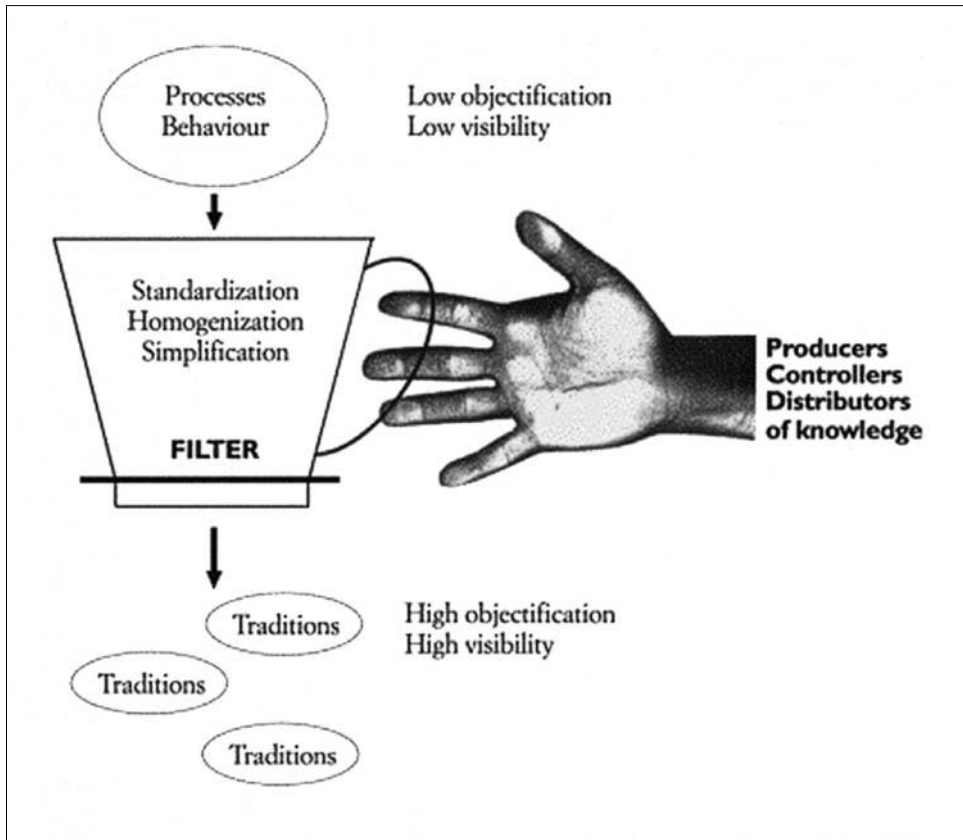 Processes
Behaviour
Low objectification
Low visibility
Standardization
Homogenization
Simplification
FILTER
Producers
Controllers
Distributors
of knowledge
Traditions
High objectification
High visibility
Traditions
Traditions